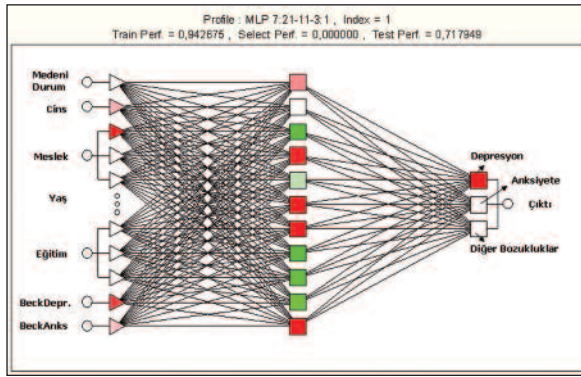 Profile : MLP 7:21-11-3:1 , Index = 1
Train Perf. = 0,942675 , Select Perf. = 0,000000 , Test Perf. = 0,717949
Medeni
Durum
Cins
Meslek
Yaş
Eğitim
BeckDepr.
BeckAnks
Depresyon
Anksiyete
Çıktı
Diğer Bozukluklar